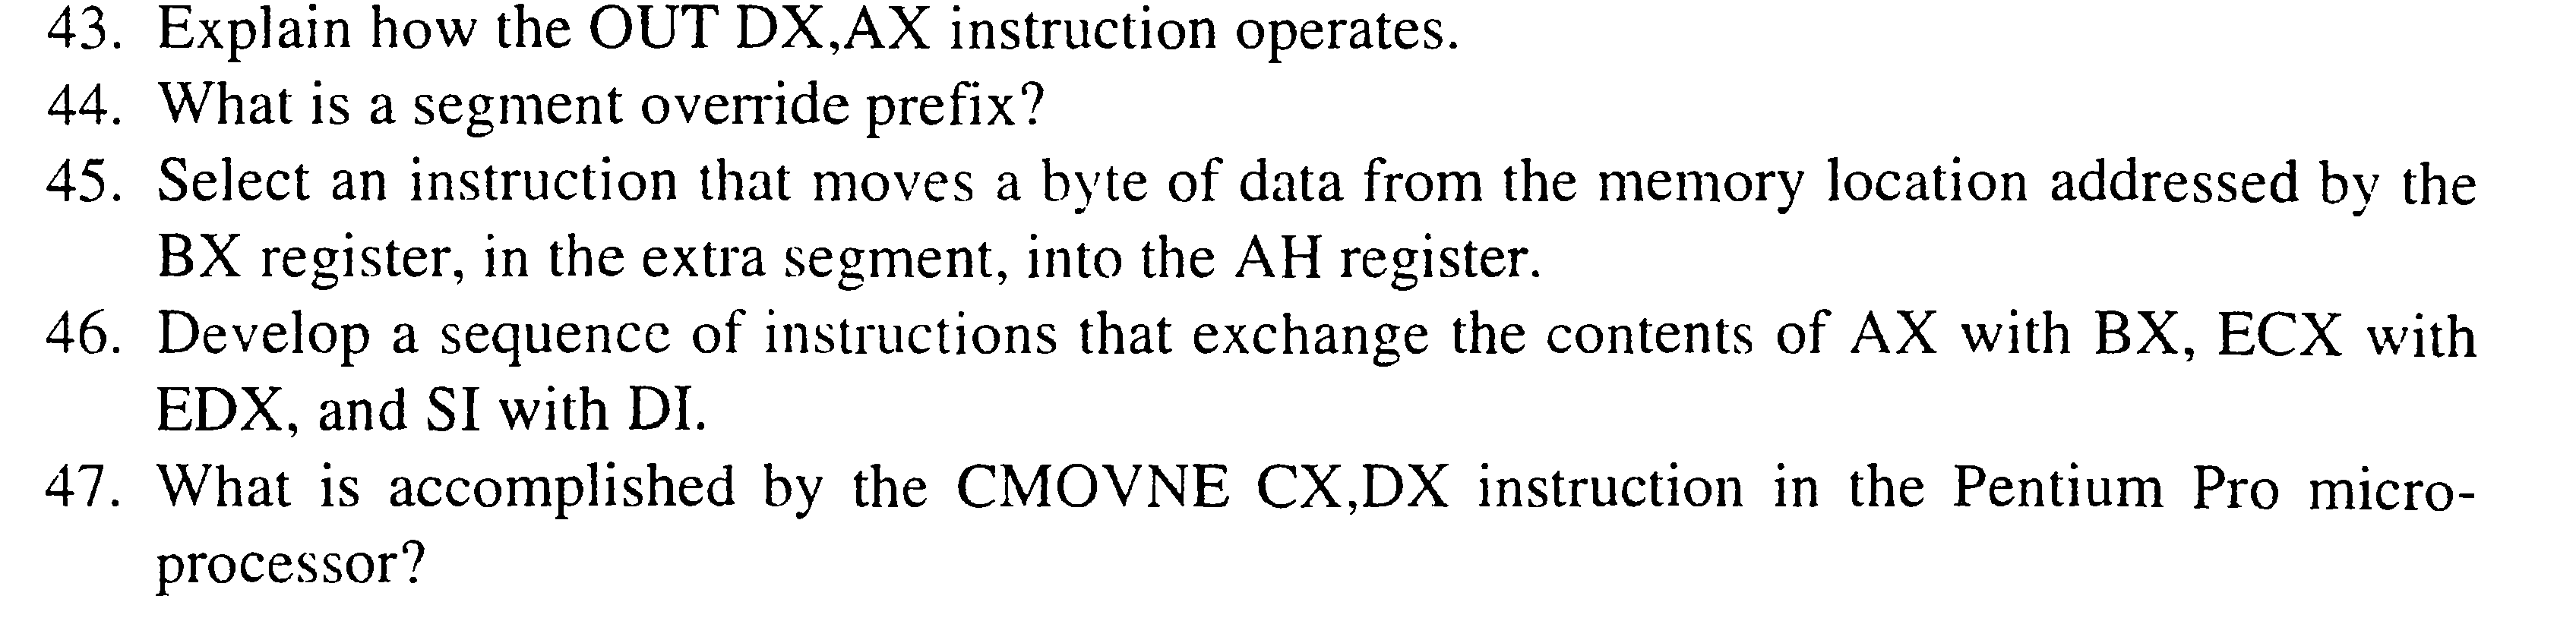 43. Explain how the OUT DX,AX instruction operates.
44. What is a segment override prefix?
45. Select an instruction that moves a byte of data from the memory location addressed by the
BX register, in the extra segment, into the AH register.
46. Develop a sequence of instructions that exchange the contents of AX with BX, ECX with
EDX, and SI with DI.
47. What is accomplished by the CMOVNE CX,DX instruction in the Pentium Pro micro-
processor?